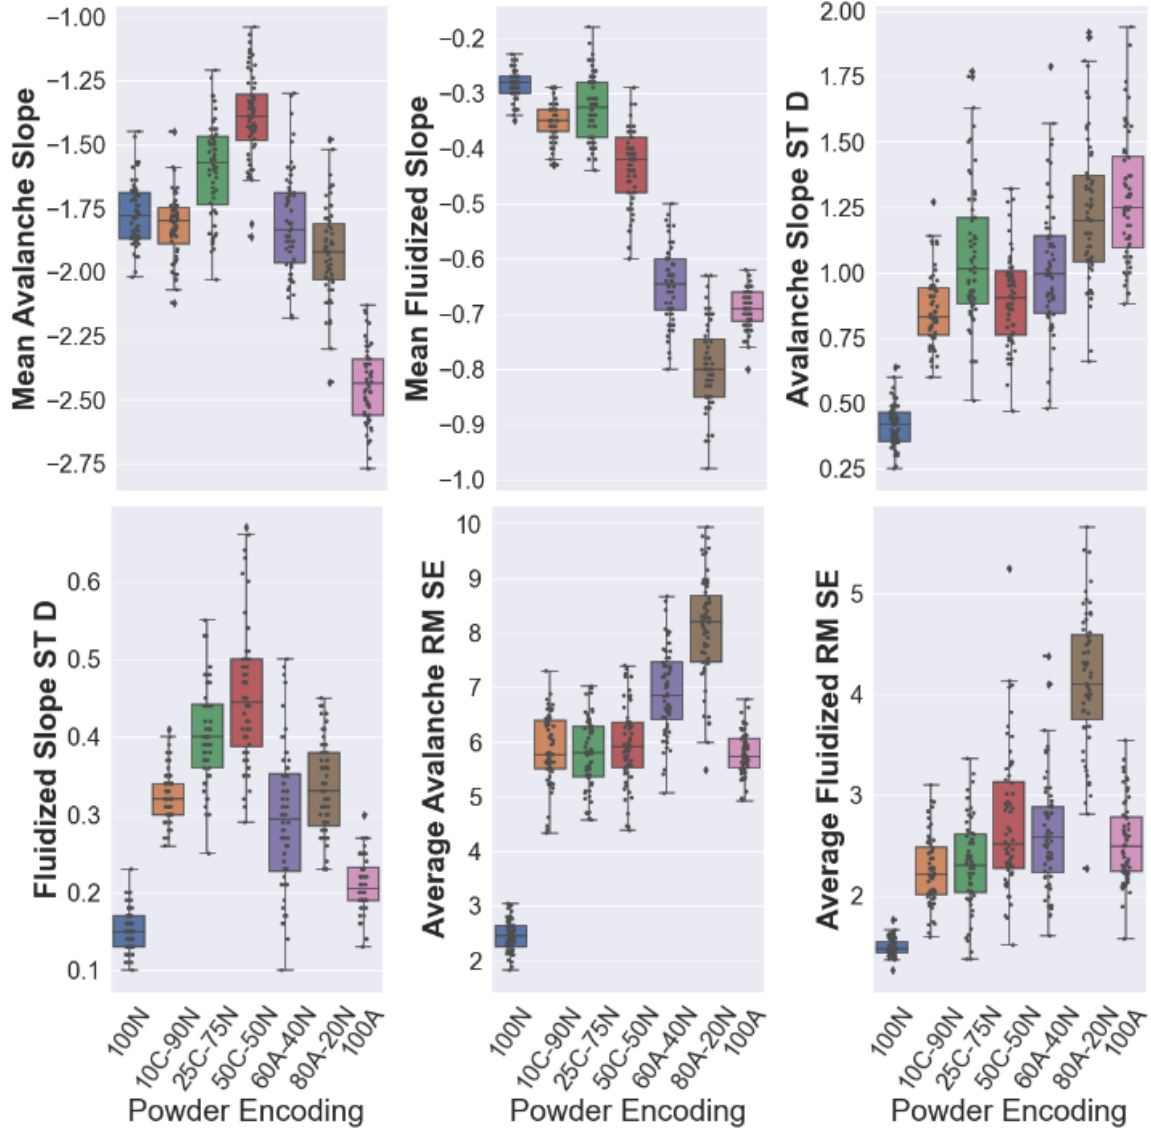 Mean Avalanche Slope
−1.00
−1.25
−1.50
−1.75
−2.00
−2.25
−2.50
−2.75
Mean Fluidized Slope
−0.2
−0.3
−0.4
−0.5
−0.6
−0.7
−0.8
−0.9
−1.0
Avalanche Slope ST D
2.00
1.75
1.50
1.25
1.00
0.75
0.50
0.25
Fluidized Slope ST D
0.6
0.5
0.4
0.3
0.2
0.1
100N
10C-90N
25C-75N
50C-50N
60A-40N
80A-20N
100A
Powder Encoding
Average Avalanche RM SE
10
9
8
7
6
5
4
3
2
100N
10C-90N
25C-75N
50C-50N
60A-40N
80A-20N
100A
Powder Encoding
Average Fluidized RM SE
5
4
3
2
100N
10C-90N
25C-75N
50C-50N
60A-40N
80A-20N
100A
Powder Encoding